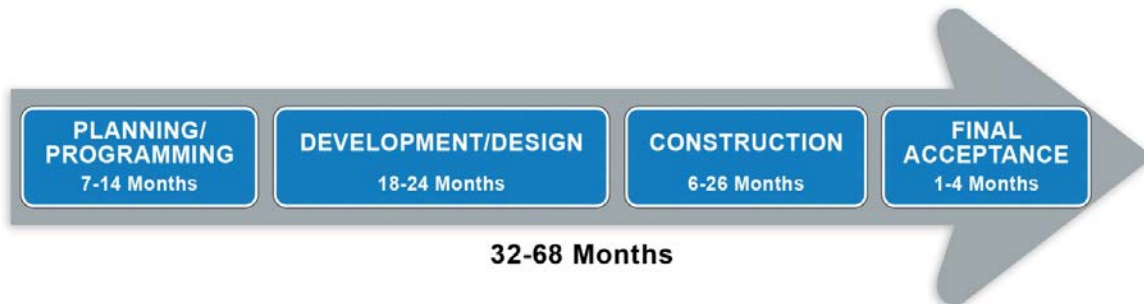 PLANNING/
PROGRAMMING
7-14 Months
DEVELOPMENT/DESIGN
18-24 Months
CONSTRUCTION
6-26 Months
FINAL
ACCEPTANCE
1-4 Months
32-68 Months